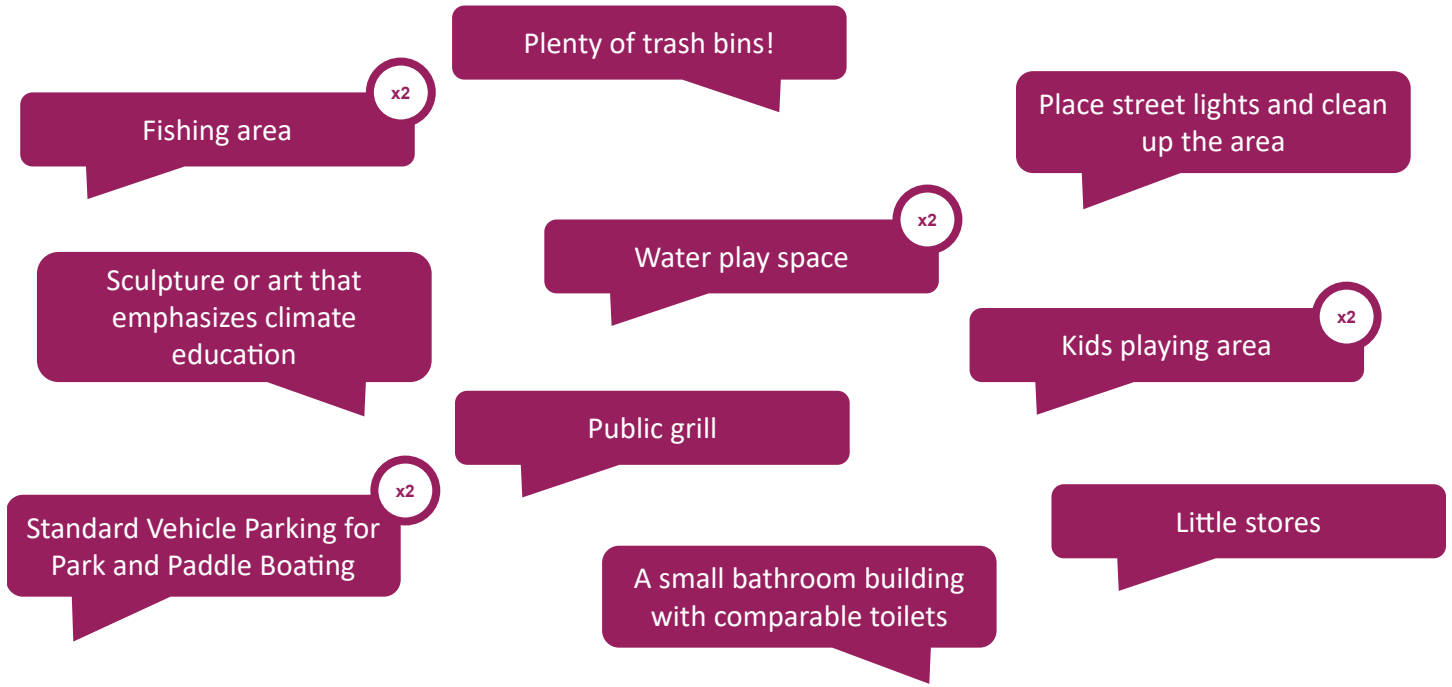 Plenty of trash bins!
x2
Fishing area
Place street lights and clean
up the area
x2
Water play space
Sculpture or art that
emphasizes climate
education
x2
Kids playing area
Public grill
x2
Standard Vehicle Parking for
Park and Paddle Boating
Little stores
A small bathroom building
with comparable toilets